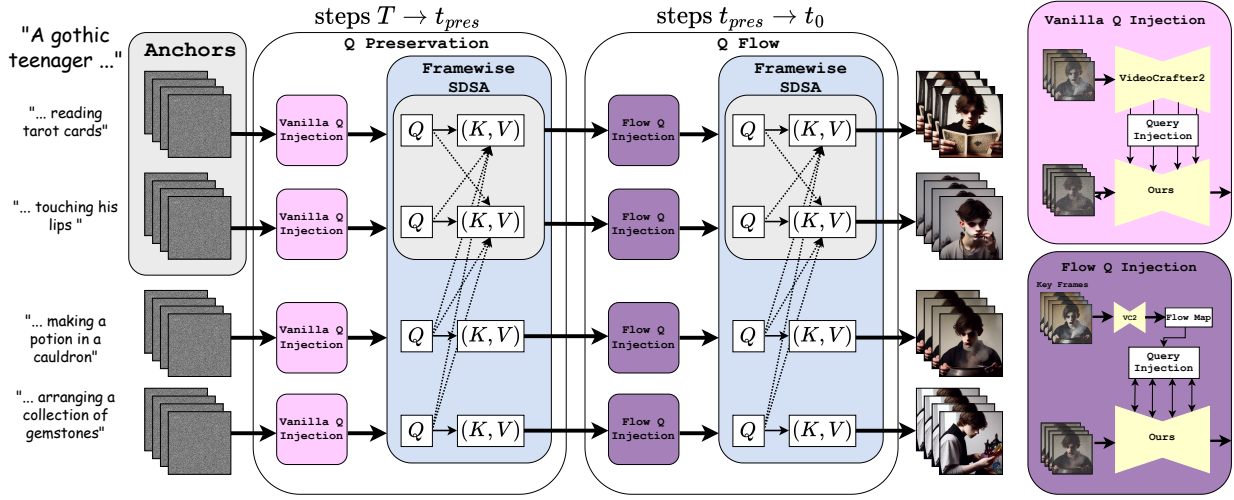 steps T → t_pres
steps t_pres → t_0
"A gothic
teenager ..."
Anchors
Q Preservation
Q Flow
Vanilla Q Injection
Framewise
SDSA
Framewise
SDSA
"... reading
tarot cards"
Vanilla Q
Injection
Q
(K, V)
Flow Q
Injection
Q
(K, V)
VideoCrafter2
Query
Injection
Ours
"... touching his
lips "
Vanilla Q
Injection
Q
(K, V)
Flow Q
Injection
Q
(K, V)
Flow Q Injection
Key Frames
VC2
Flow Map
Query
Injection
Ours
"... making a
potion in a
cauldron"
Vanilla Q
Injection
Q
(K, V)
Flow Q
Injection
Q
(K, V)
"... arranging a
collection of
gemstones"
Vanilla Q
Injection
Q
(K, V)
Flow Q
Injection
Q
(K, V)